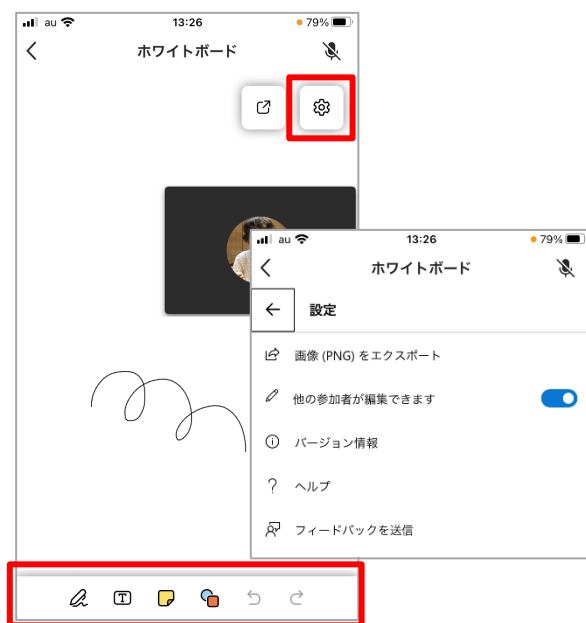 au 13:26 79%
ホワイトボード
au 13:26 79%
ホワイトボード
設定
画像 (PNG) をエクスポート
他の参加者が編集できます
バージョン情報
ヘルプ
フィードバックを送信
T